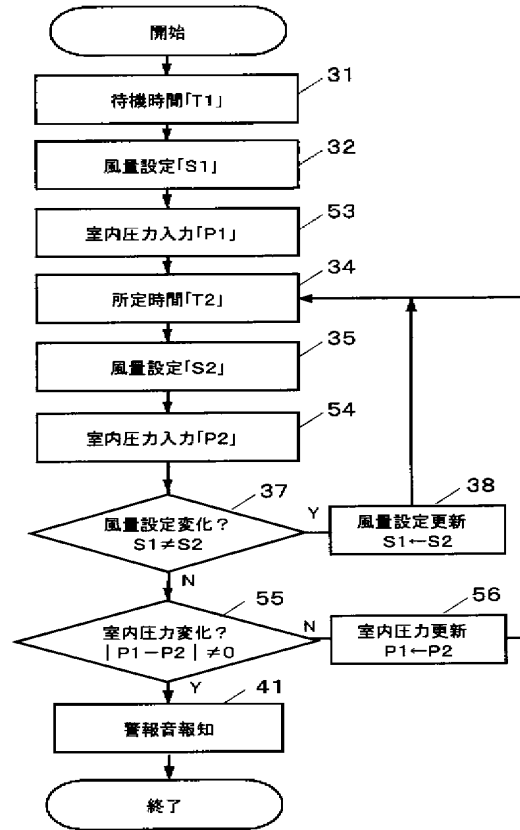 開始
31
待機時間「T1」
32
風量設定「S1」
53
室内圧力入力「P1」
34
所定時間「T2」
35
風量設定「S2」
54
室内圧力入力「P2」
37
風量設定変化?
S1≠S2
Y
38
風量設定更新
S1←S2
N
55
室内圧力変化?
|P1−P2|≠0
N
56
室内圧力更新
P1←P2
Y
41
警報音報知
終了